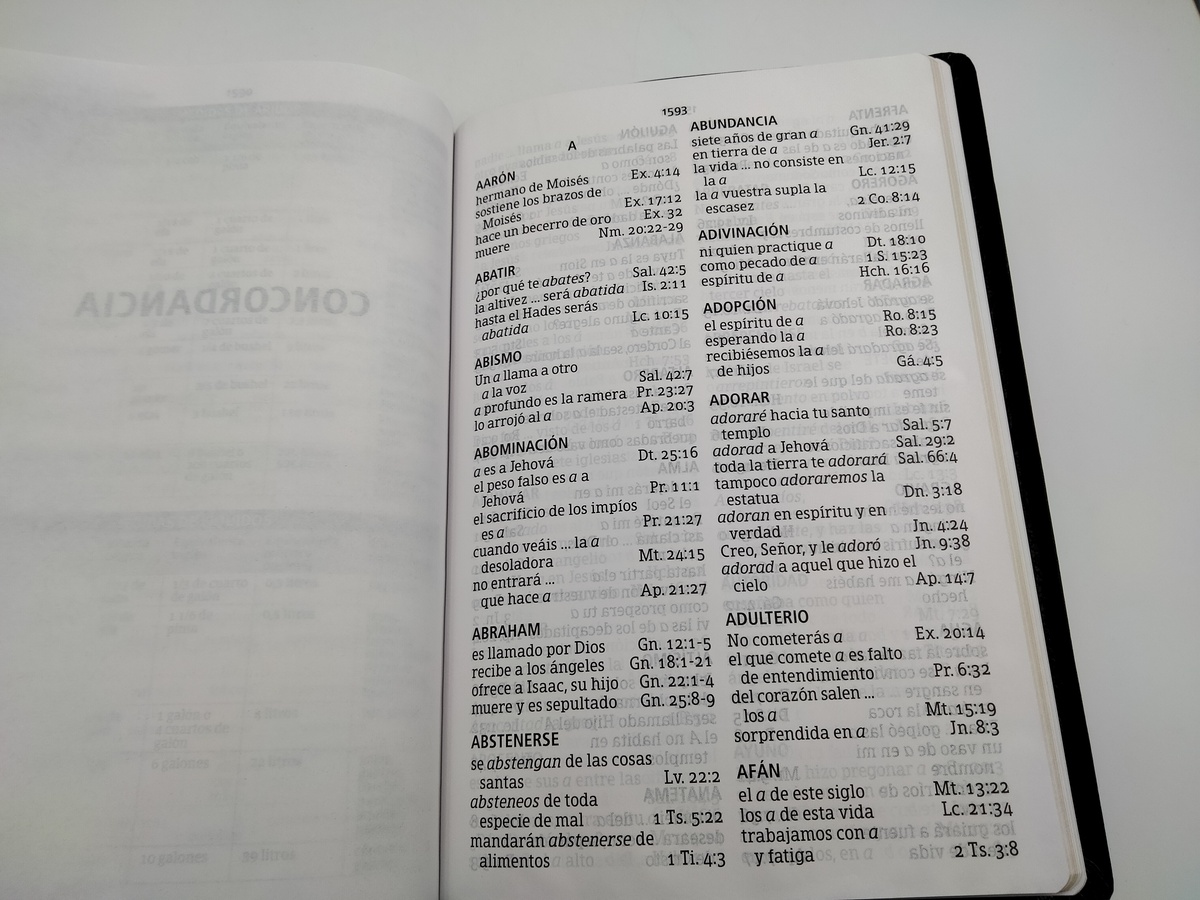 1593
A
AARÓN
hermano de Moisés Ex. 4:14
sostiene los brazos de
Moisés Ex. 17:12
hace un becerro de oro Ex. 32
muere Nm. 20:22-29
ABATIR
¿por qué te abates? Sal. 42:5
la altivez ... será abatida Is. 2:11
hasta el Hades serás
abatida Lc. 10:15
ABISMO
Un a llama a otro
a la voz Sal. 42:7
a profundo es la ramera Pr. 23:27
lo arrojó al a Ap. 20:3
ABOMINACIÓN
a es a Jehová Dt. 25:16
el peso falso es a a
Jehová Pr. 11:1
el sacrificio de los impíos
es a Pr. 21:27
cuando veáis ... la a
desoladora Mt. 24:15
no entrará ...
que hace a Ap. 21:27
ABRAHAM
es llamado por Dios Gn. 12:1-5
recibe a los ángeles Gn. 18:1-21
ofrece a Isaac, su hijo Gn. 22:1-4
muere y es sepultado Gn. 25:8-9
ABSTENERSE
se abstengan de las cosas
santas Lv. 22:2
absteneos de toda
especie de mal 1 Ts. 5:22
mandarán abstenerse de
alimentos 1 Ti. 4:3
ABUNDANCIA
siete años de gran a Gn. 41:29
en tierra de a Jer. 2:7
la vida ... no consiste en
la a Lc. 12:15
la a vuestra supla la
escasez 2 Co. 8:14
ADIVINACIÓN
ni quien practique a Dt. 18:10
como pecado de a 1 S. 15:23
espíritu de a Hch. 16:16
ADOPCIÓN
el espíritu de a Ro. 8:15
esperando la a Ro. 8:23
recibiésemos la a
de hijos Gá. 4:5
ADORAR
adoraré hacia tu santo
templo Sal. 5:7
adorad a Jehová Sal. 29:2
toda la tierra te adorará Sal. 66:4
tampoco adoraremos la
estatua Dn. 3:18
adoran en espíritu y en
verdad Jn. 4:24
Creo, Señor, y le adoró Jn. 9:38
adorad a aquel que hizo el
cielo Ap. 14:7
ADULTERIO
No cometerás a Ex. 20:14
el que comete a es falto
de entendimiento Pr. 6:32
del corazón salen ...
los a Mt. 15:19
sorprendida en a Jn. 8:3
AFÁN
el a de este siglo Mt. 13:22
los a de esta vida Lc. 21:34
trabajamos con a
y fatiga 2 Ts. 3:8